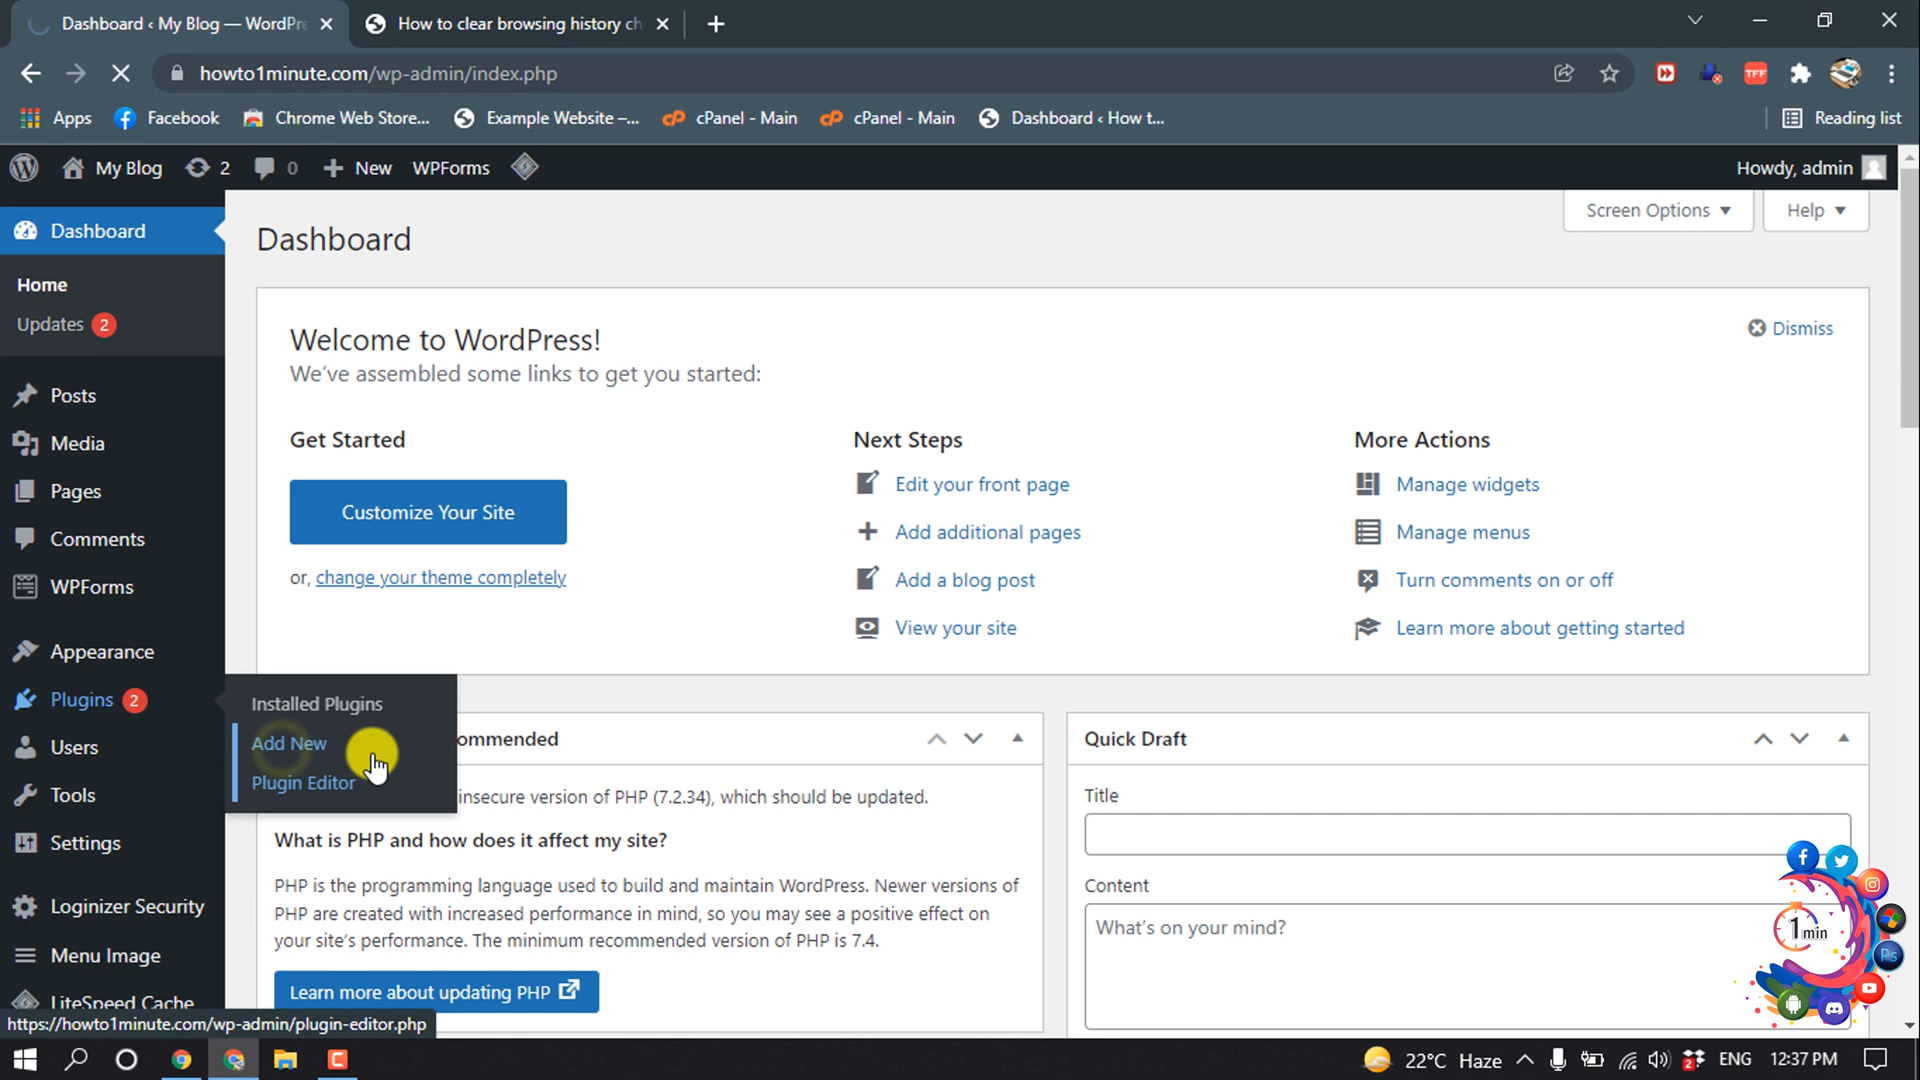 Dashboard ‹ My Blog — WordPre
How to clear browsing history ch
howto1minute.com/wp-admin/index.php
TFF
Apps
Facebook
Chrome Web Store...
Example Website –...
cPanel - Main
cPanel - Main
Dashboard ‹ How t...
Reading list
My Blog
2
0
New
WPForms
Howdy, admin
Dashboard
Home
Updates 2
Posts
Media
Pages
Comments
WPForms
Appearance
Plugins 2
Users
Tools
Settings
Loginizer Security
Menu Image
LiteSpeed Cache
Installed Plugins
Add New
Plugin Editor
Screen Options
Help
Dashboard
Welcome to WordPress!
We've assembled some links to get you started:
Dismiss
Get Started
Customize Your Site
or, change your theme completely
Next Steps
Edit your front page
Add additional pages
Add a blog post
View your site
More Actions
Manage widgets
Manage menus
Turn comments on or off
Learn more about getting started
ommended
insecure version of PHP (7.2.34), which should be updated.
What is PHP and how does it affect my site?
PHP is the programming language used to build and maintain WordPress. Newer versions of
PHP are created with increased performance in mind, so you may see a positive effect on
your site's performance. The minimum recommended version of PHP is 7.4.
Learn more about updating PHP
Quick Draft
Title
Content
What's on your mind?
1 min
Ps
https://howto1minute.com/wp-admin/plugin-editor.php
22°C Haze
2
ENG
12:37 PM